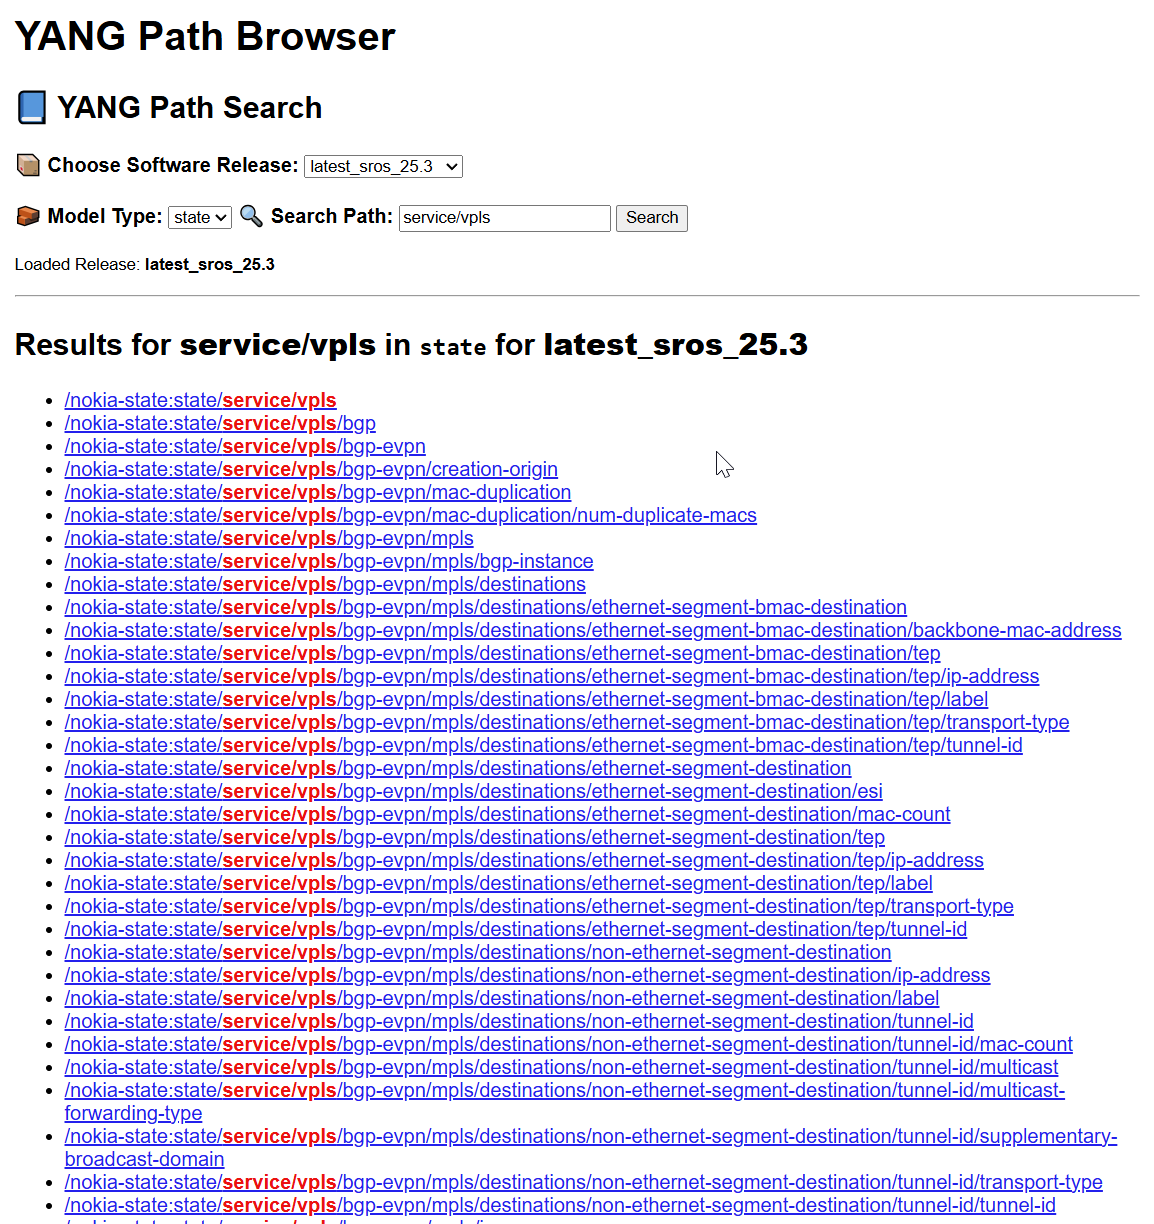 YANG Path Browser
YANG Path Search
Choose Software Release: latest_sros_25.3
Model Type: state Search Path: service/vpls Search
Loaded Release: latest_sros_25.3
Results for service/vpls in state for latest_sros_25.3
/nokia-state:state/service/vpls
/nokia-state:state/service/vpls/bgp
/nokia-state:state/service/vpls/bgp-evpn
/nokia-state:state/service/vpls/bgp-evpn/creation-origin
/nokia-state:state/service/vpls/bgp-evpn/mac-duplication
/nokia-state:state/service/vpls/bgp-evpn/mac-duplication/num-duplicate-macs
/nokia-state:state/service/vpls/bgp-evpn/mpls
/nokia-state:state/service/vpls/bgp-evpn/mpls/bgp-instance
/nokia-state:state/service/vpls/bgp-evpn/mpls/destinations
/nokia-state:state/service/vpls/bgp-evpn/mpls/destinations/ethernet-segment-bmac-destination
/nokia-state:state/service/vpls/bgp-evpn/mpls/destinations/ethernet-segment-bmac-destination/backbone-mac-address
/nokia-state:state/service/vpls/bgp-evpn/mpls/destinations/ethernet-segment-bmac-destination/tep
/nokia-state:state/service/vpls/bgp-evpn/mpls/destinations/ethernet-segment-bmac-destination/tep/ip-address
/nokia-state:state/service/vpls/bgp-evpn/mpls/destinations/ethernet-segment-bmac-destination/tep/label
/nokia-state:state/service/vpls/bgp-evpn/mpls/destinations/ethernet-segment-bmac-destination/tep/transport-type
/nokia-state:state/service/vpls/bgp-evpn/mpls/destinations/ethernet-segment-bmac-destination/tep/tunnel-id
/nokia-state:state/service/vpls/bgp-evpn/mpls/destinations/ethernet-segment-destination
/nokia-state:state/service/vpls/bgp-evpn/mpls/destinations/ethernet-segment-destination/esi
/nokia-state:state/service/vpls/bgp-evpn/mpls/destinations/ethernet-segment-destination/mac-count
/nokia-state:state/service/vpls/bgp-evpn/mpls/destinations/ethernet-segment-destination/tep
/nokia-state:state/service/vpls/bgp-evpn/mpls/destinations/ethernet-segment-destination/tep/ip-address
/nokia-state:state/service/vpls/bgp-evpn/mpls/destinations/ethernet-segment-destination/tep/label
/nokia-state:state/service/vpls/bgp-evpn/mpls/destinations/ethernet-segment-destination/tep/transport-type
/nokia-state:state/service/vpls/bgp-evpn/mpls/destinations/ethernet-segment-destination/tep/tunnel-id
/nokia-state:state/service/vpls/bgp-evpn/mpls/destinations/non-ethernet-segment-destination
/nokia-state:state/service/vpls/bgp-evpn/mpls/destinations/non-ethernet-segment-destination/ip-address
/nokia-state:state/service/vpls/bgp-evpn/mpls/destinations/non-ethernet-segment-destination/label
/nokia-state:state/service/vpls/bgp-evpn/mpls/destinations/non-ethernet-segment-destination/tunnel-id
/nokia-state:state/service/vpls/bgp-evpn/mpls/destinations/non-ethernet-segment-destination/tunnel-id/mac-count
/nokia-state:state/service/vpls/bgp-evpn/mpls/destinations/non-ethernet-segment-destination/tunnel-id/multicast
/nokia-state:state/service/vpls/bgp-evpn/mpls/destinations/non-ethernet-segment-destination/tunnel-id/multicast-
forwarding-type
/nokia-state:state/service/vpls/bgp-evpn/mpls/destinations/non-ethernet-segment-destination/tunnel-id/supplementary-
broadcast-domain
/nokia-state:state/service/vpls/bgp-evpn/mpls/destinations/non-ethernet-segment-destination/tunnel-id/transport-type
/nokia-state:state/service/vpls/bgp-evpn/mpls/destinations/non-ethernet-segment-destination/tunnel-id/tunnel-id